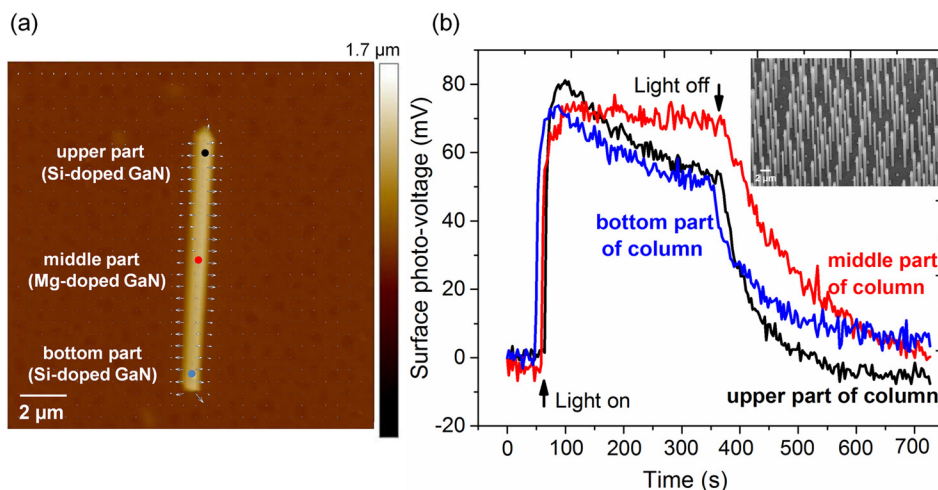 (a)
1.7 µm
upper part
(Si-doped GaN)
middle part
(Mg-doped GaN)
bottom part
(Si-doped GaN)
2 µm
(b)
Surface photo-voltage (mV)
80
60
40
20
0
-20
Light off
2 µm
bottom part
of column
middle part
of column
upper part of column
Light on
0 100 200 300 400 500 600 700
Time (s)